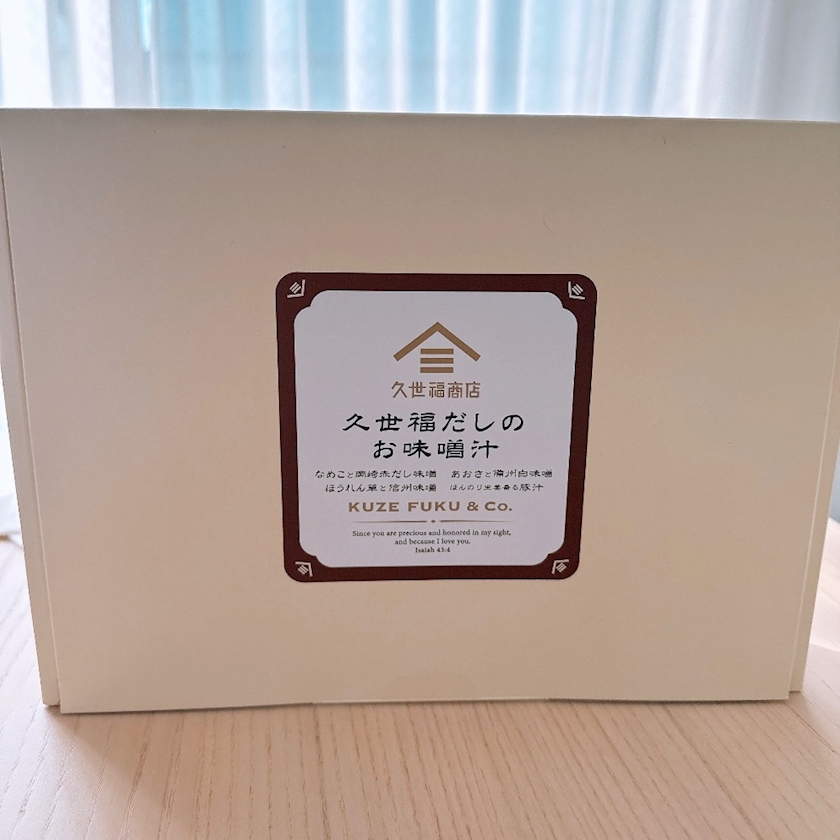 久世福商店
久世福だしの
お味噌汁
なめこと岡崎赤だし味噌　あおさと備州白味噌
ほうれん草と信州味噌　ほんのり生姜香る豚汁
KUZE FUKU & Co.
Since you are precious and honored in my sight,
and because I love you.
Isaiah 43:4